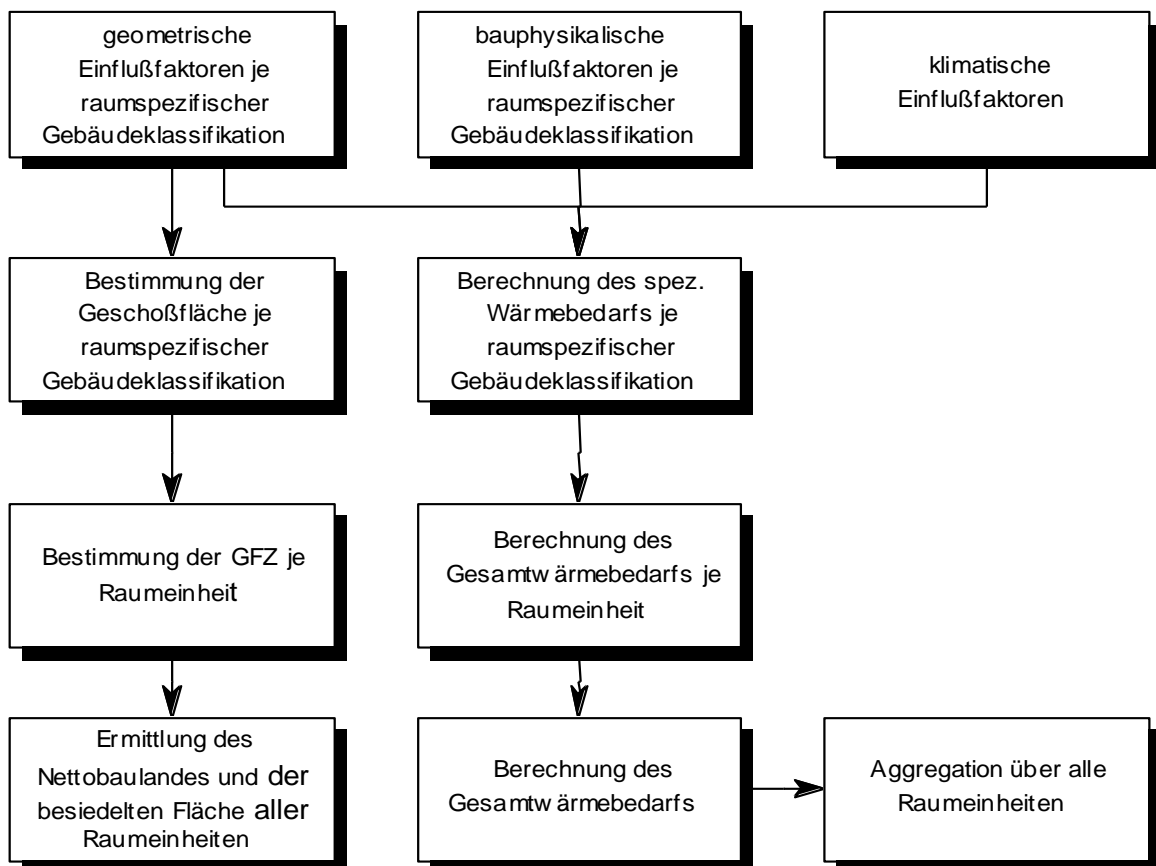 geometrische
Einflußfaktoren je
raumspezifischer
Gebäudeklassifikation
bauphysikalische
Einflußfaktoren je
raumspezifischer
Gebäudeklassifikation
klimatische
Einflußfaktoren
Bestimmung der
Geschoßfläche je
raumspezifischer
Gebäudeklassifikation
Berechnung des spez.
Wärmebedarfs je
raumspezifischer
Gebäudeklassifikation
Bestimmung der GFZ je
Raumeinheit
Berechnung des
Gesamtwärmebedarfs je
Raumeinheit
Ermittlung des
Nettobaulandes und der
besiedelten Fläche aller
Raumeinheiten
Berechnung des
Gesamtwärmebedarfs
Aggregation über alle
Raumeinheiten